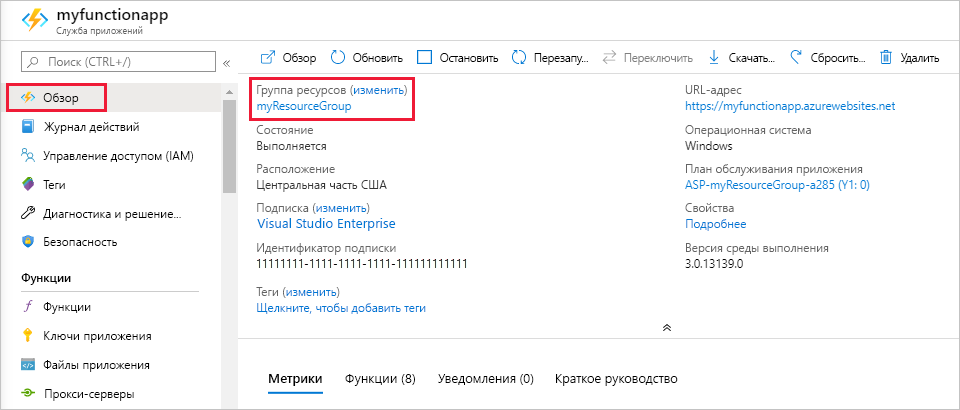 myfunctionapp
Служба приложений
Поиск (CTRL+/)
«
Обзор
Журнал действий
Управление доступом (IAM)
Теги
Диагностика и решение...
Безопасность
Функции
Функции
Ключи приложения
Файлы приложения
Прокси-серверы
Обзор
Обновить
Остановить
Перезапу...
Переключить
Скачать...
Сбросить...
Удалить
Группа ресурсов (изменить)
myResourceGroup
Состояние
Выполняется
Расположение
Центральная часть США
Подписка (изменить)
Visual Studio Enterprise
Идентификатор подписки
11111111-1111-1111-1111-111111111111
Теги (изменить)
Щелкните, чтобы добавить теги
URL-адрес
https://myfunctionapp.azurewebsites.net
Операционная система
Windows
План обслуживания приложения
ASP-myResourceGroup-a285 (Y1: 0)
Свойства
Подробнее
Версия среды выполнения
3.0.13139.0
Метрики
Функции (8)
Уведомления (0)
Краткое руководство